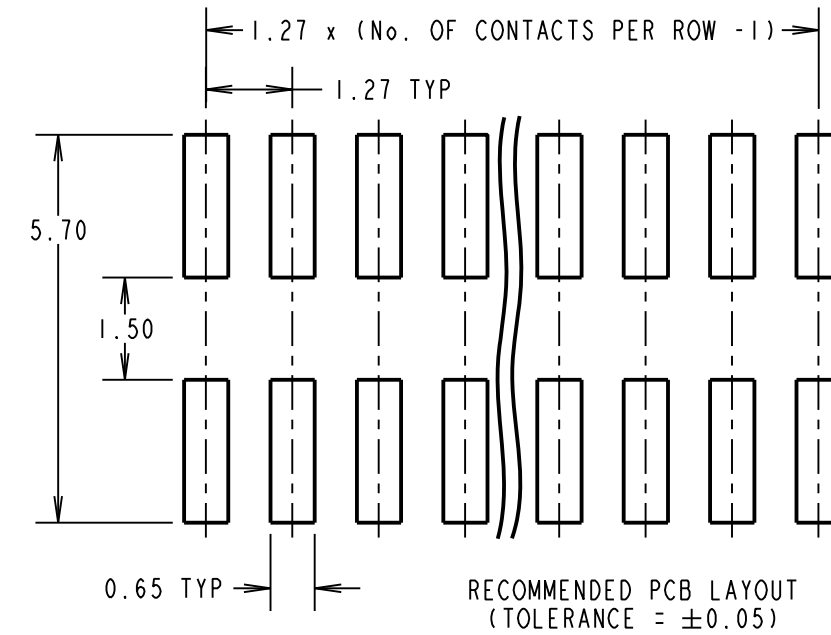 1.27 x (No. OF CONTACTS PER ROW -1)
1.27 TYP
5.70
1.50
0.65 TYP
RECOMMENDED PCB LAYOUT
(TOLERANCE = ±0.05)